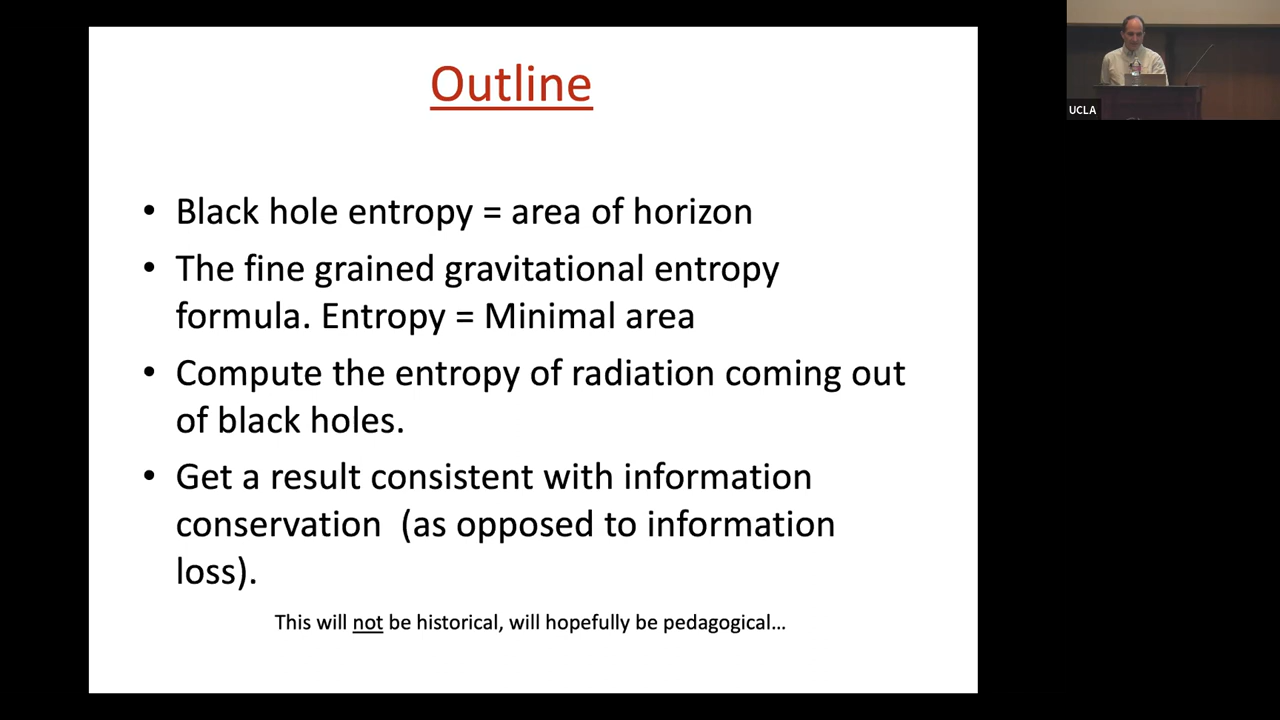 Outline
• Black hole entropy = area of horizon
• The fine grained gravitational entropy
formula. Entropy = Minimal area
• Compute the entropy of radiation coming out
of black holes.
• Get a result consistent with information
conservation (as opposed to information
loss).
This will not be historical, will hopefully be pedagogical...
UCLA